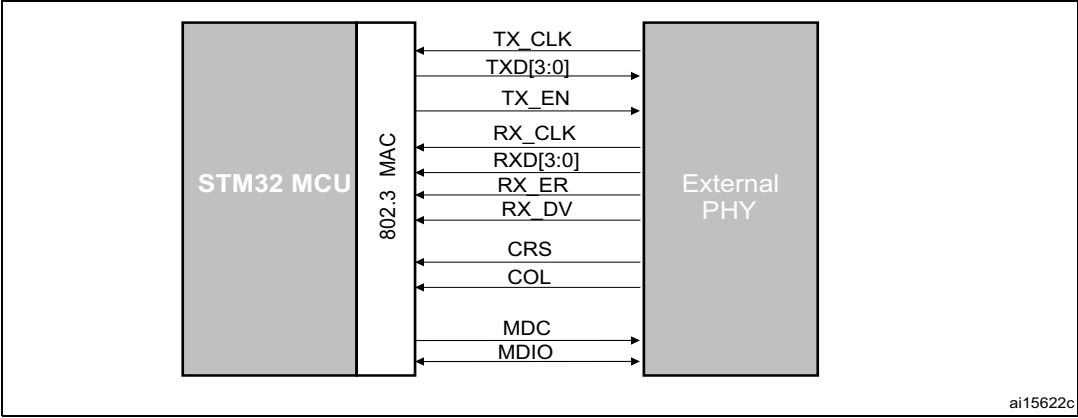 TX_CLK
TXD[3:0]
TX_EN
RX_CLK
RXD[3:0]
RX_ER
RX_DV
CRS
COL
MDC
MDIO
STM32 MCU
802.3 MAC
External
PHY
ai15622c